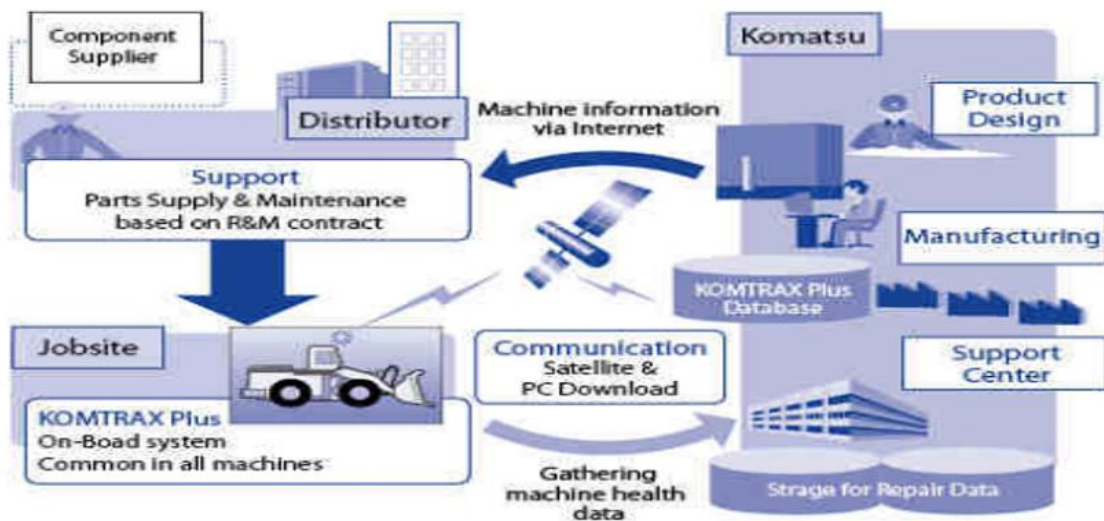 Component
Supplier
Distributor
Machine information
via Internet
Komatsu
Product
Design
Support
Parts Supply & Maintenance
based on R&M contract
Manufacturing
KOMTRAX Plus
Database
Jobsite
Communication
Satellite &
PC Download
Support
Center
KOMTRAX Plus
On-Boad system
Common in all machines
Gathering
machine health
data
Strage for Repair Data